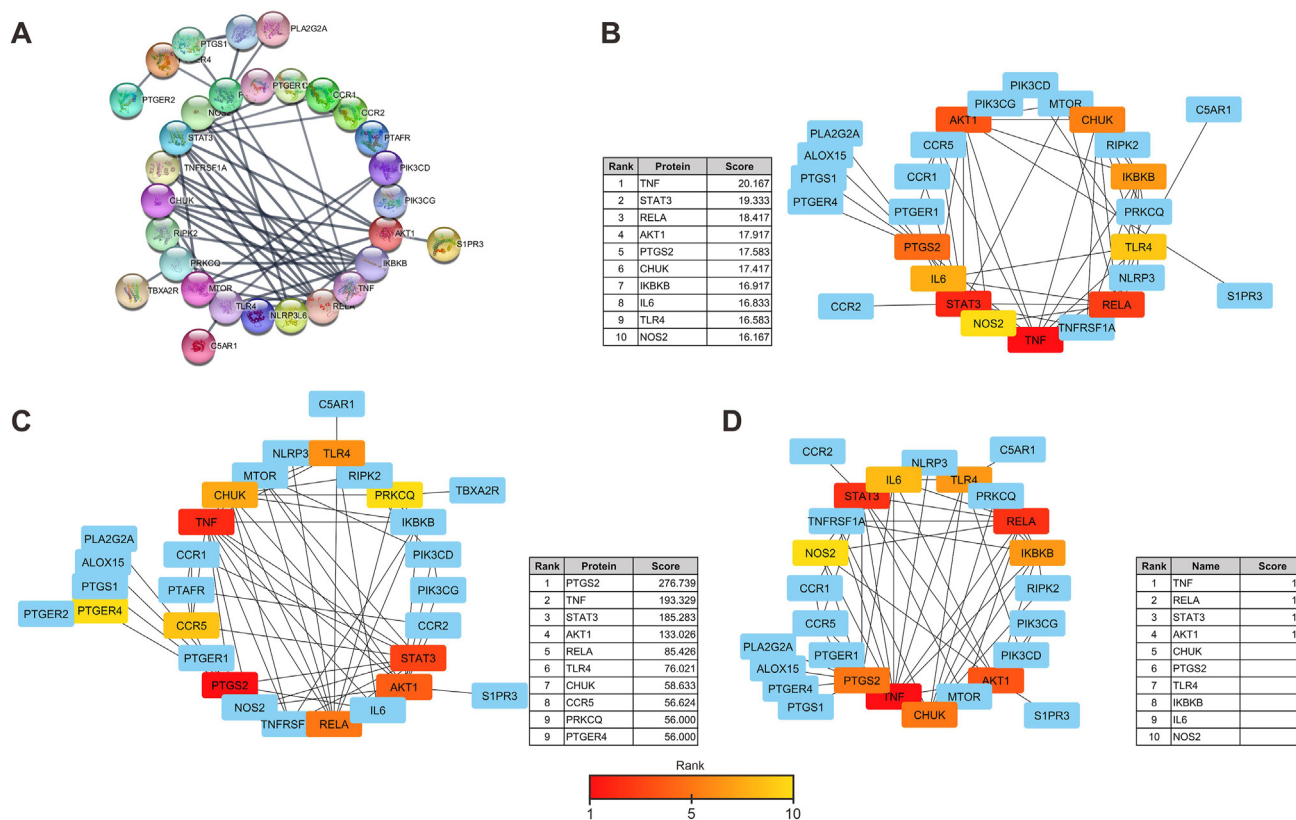 A
PLA2G2A
PTGS1
PTGER4
PTGER2
PTGER1
CCR1
NOS2
CCR2
STAT3
PTAFR
TNFRSF1A
PIK3CD
CHUK
PIK3CG
RIPK2
AKT1
S1PR3
PRKCQ
IKBKB
TBXA2R
MTOR
TNF
TLR4
NLRP3
IL6
RELA
C5AR1
B
Rank Protein Score
1 TNF 20.167
2 STAT3 19.333
3 RELA 18.417
4 AKT1 17.917
5 PTGS2 17.583
6 CHUK 17.417
7 IKBKB 16.917
8 IL6 16.833
9 TLR4 16.583
10 NOS2 16.167
PIK3CD
PIK3CG
MTOR
C5AR1
AKT1
CHUK
PLA2G2A
CCR5
RIPK2
ALOX15
CCR1
IKBKB
PTGS1
PTGER4
PTGER1
PRKCQ
PTGS2
TLR4
IL6
NLRP3
S1PR3
CCR2
STAT3
RELA
NOS2
TNFRSF1A
TNF
C
C5AR1
NLRP3
TLR4
MTOR
RIPK2
CHUK
PRKCQ
TBXA2R
TNF
IKBKB
PLA2G2A
CCR1
PIK3CD
ALOX15
PTGS1
PTAFR
PIK3CG
PTGER2
PTGER4
CCR5
CCR2
PTGER1
STAT3
PTGS2
AKT1
S1PR3
NOS2
IL6
TNFRSF
RELA
Rank Protein Score
1 PTGS2 276.739
2 TNF 193.329
3 STAT3 185.283
4 AKT1 133.026
5 RELA 85.426
6 TLR4 76.021
7 CHUK 58.633
8 CCR5 56.624
9 PRKCQ 56.000
9 PTGER4 56.000
D
CCR2
NLRP3
C5AR1
IL6
TLR4
STAT3
PRKCQ
TNFRSF1A
RELA
NOS2
IKBKB
CCR1
RIPK2
CCR5
PIK3CG
PLA2G2A
PTGER1
PIK3CD
ALOX15
PTGS2
AKT1
PTGER4
TNF
MTOR
PTGS1
CHUK
S1PR3
Rank Name Score
1 TNF 1
2 RELA 1
3 STAT3 1
4 AKT1 1
5 CHUK
6 PTGS2
7 TLR4
8 IKBKB
9 IL6
10 NOS2
Rank
1 5 10